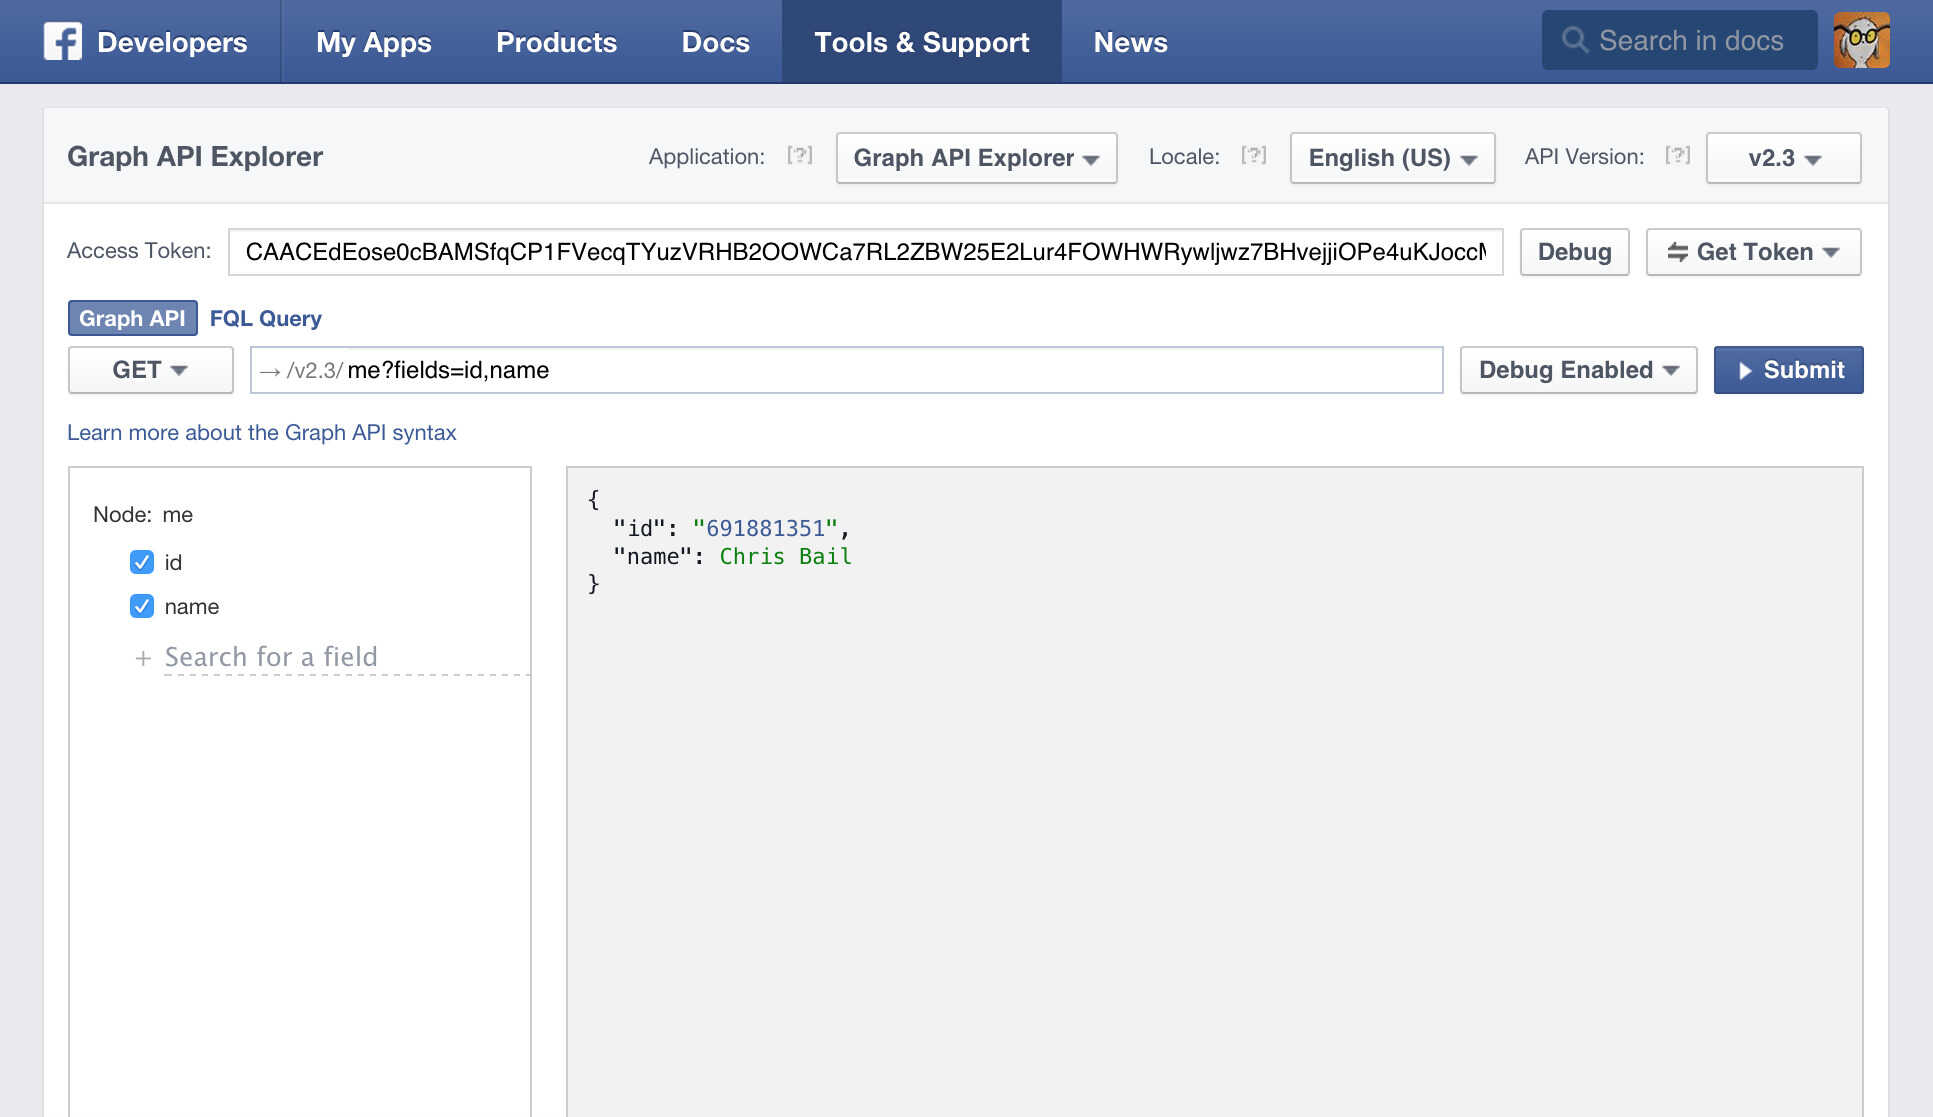 Developers My Apps Products Docs Tools & Support News Search in docs
Graph API Explorer Application: [?] Graph API Explorer Locale: [?] English (US) API Version: [?] v2.3
Access Token: CAACEdEose0cBAMSfqCP1FVecqTYuzVRHB2OOWCa7RL2ZBW25E2Lur4FOWHWRywljwz7BHvejjiOPe4uKJocc Debug Get Token
Graph API FQL Query
GET → /v2.3/ me?fields=id,name Debug Enabled Submit
Learn more about the Graph API syntax
Node: me
id
name
+ Search for a field
{
"id": "691881351",
"name": Chris Bail
}